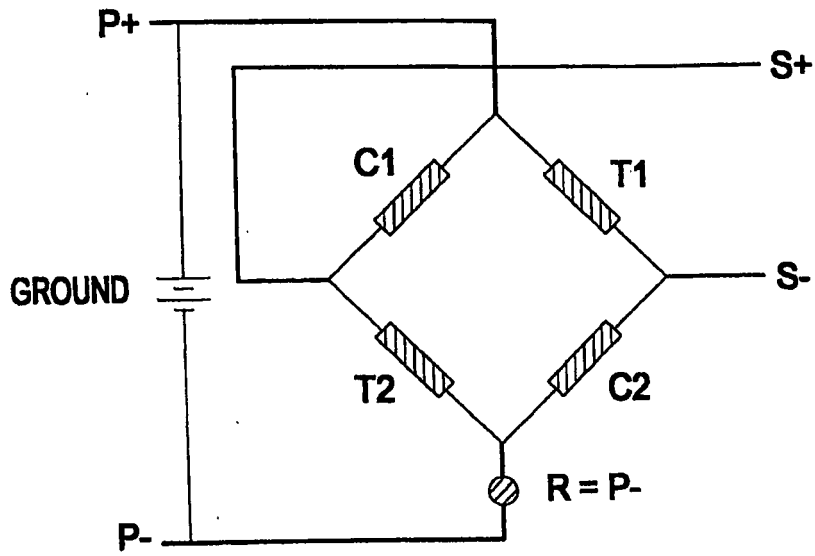 P+
S+
C1
T1
GROUND
S-
T2
C2
R = P-
P-